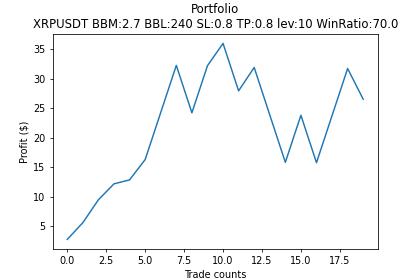 Portfolio
XRPUSDT BBM:2.7 BBL:240 SL:0.8 TP:0.8 lev:10 WinRatio:70.0
35
30
25
20
15
10
5
Profit ($)
0.0 2.5 5.0 7.5 10.0 12.5 15.0 17.5
Trade counts